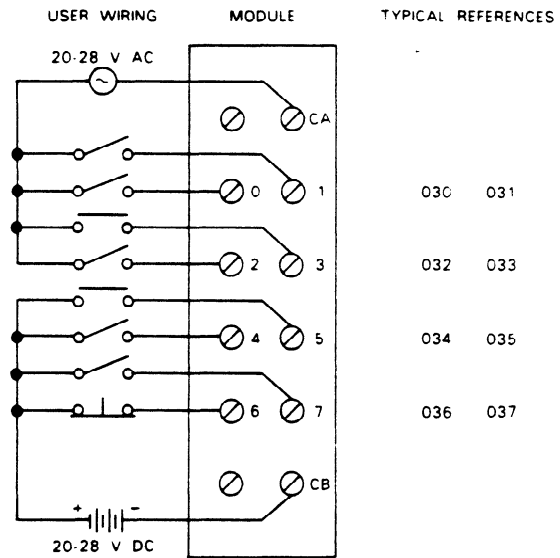 USER WIRING MODULE TYPICAL REFERENCES
20-28 V AC
CA
0 1 030 031
2 3 032 033
4 5 034 035
6 7 036 037
CB
+ -
20-28 V DC